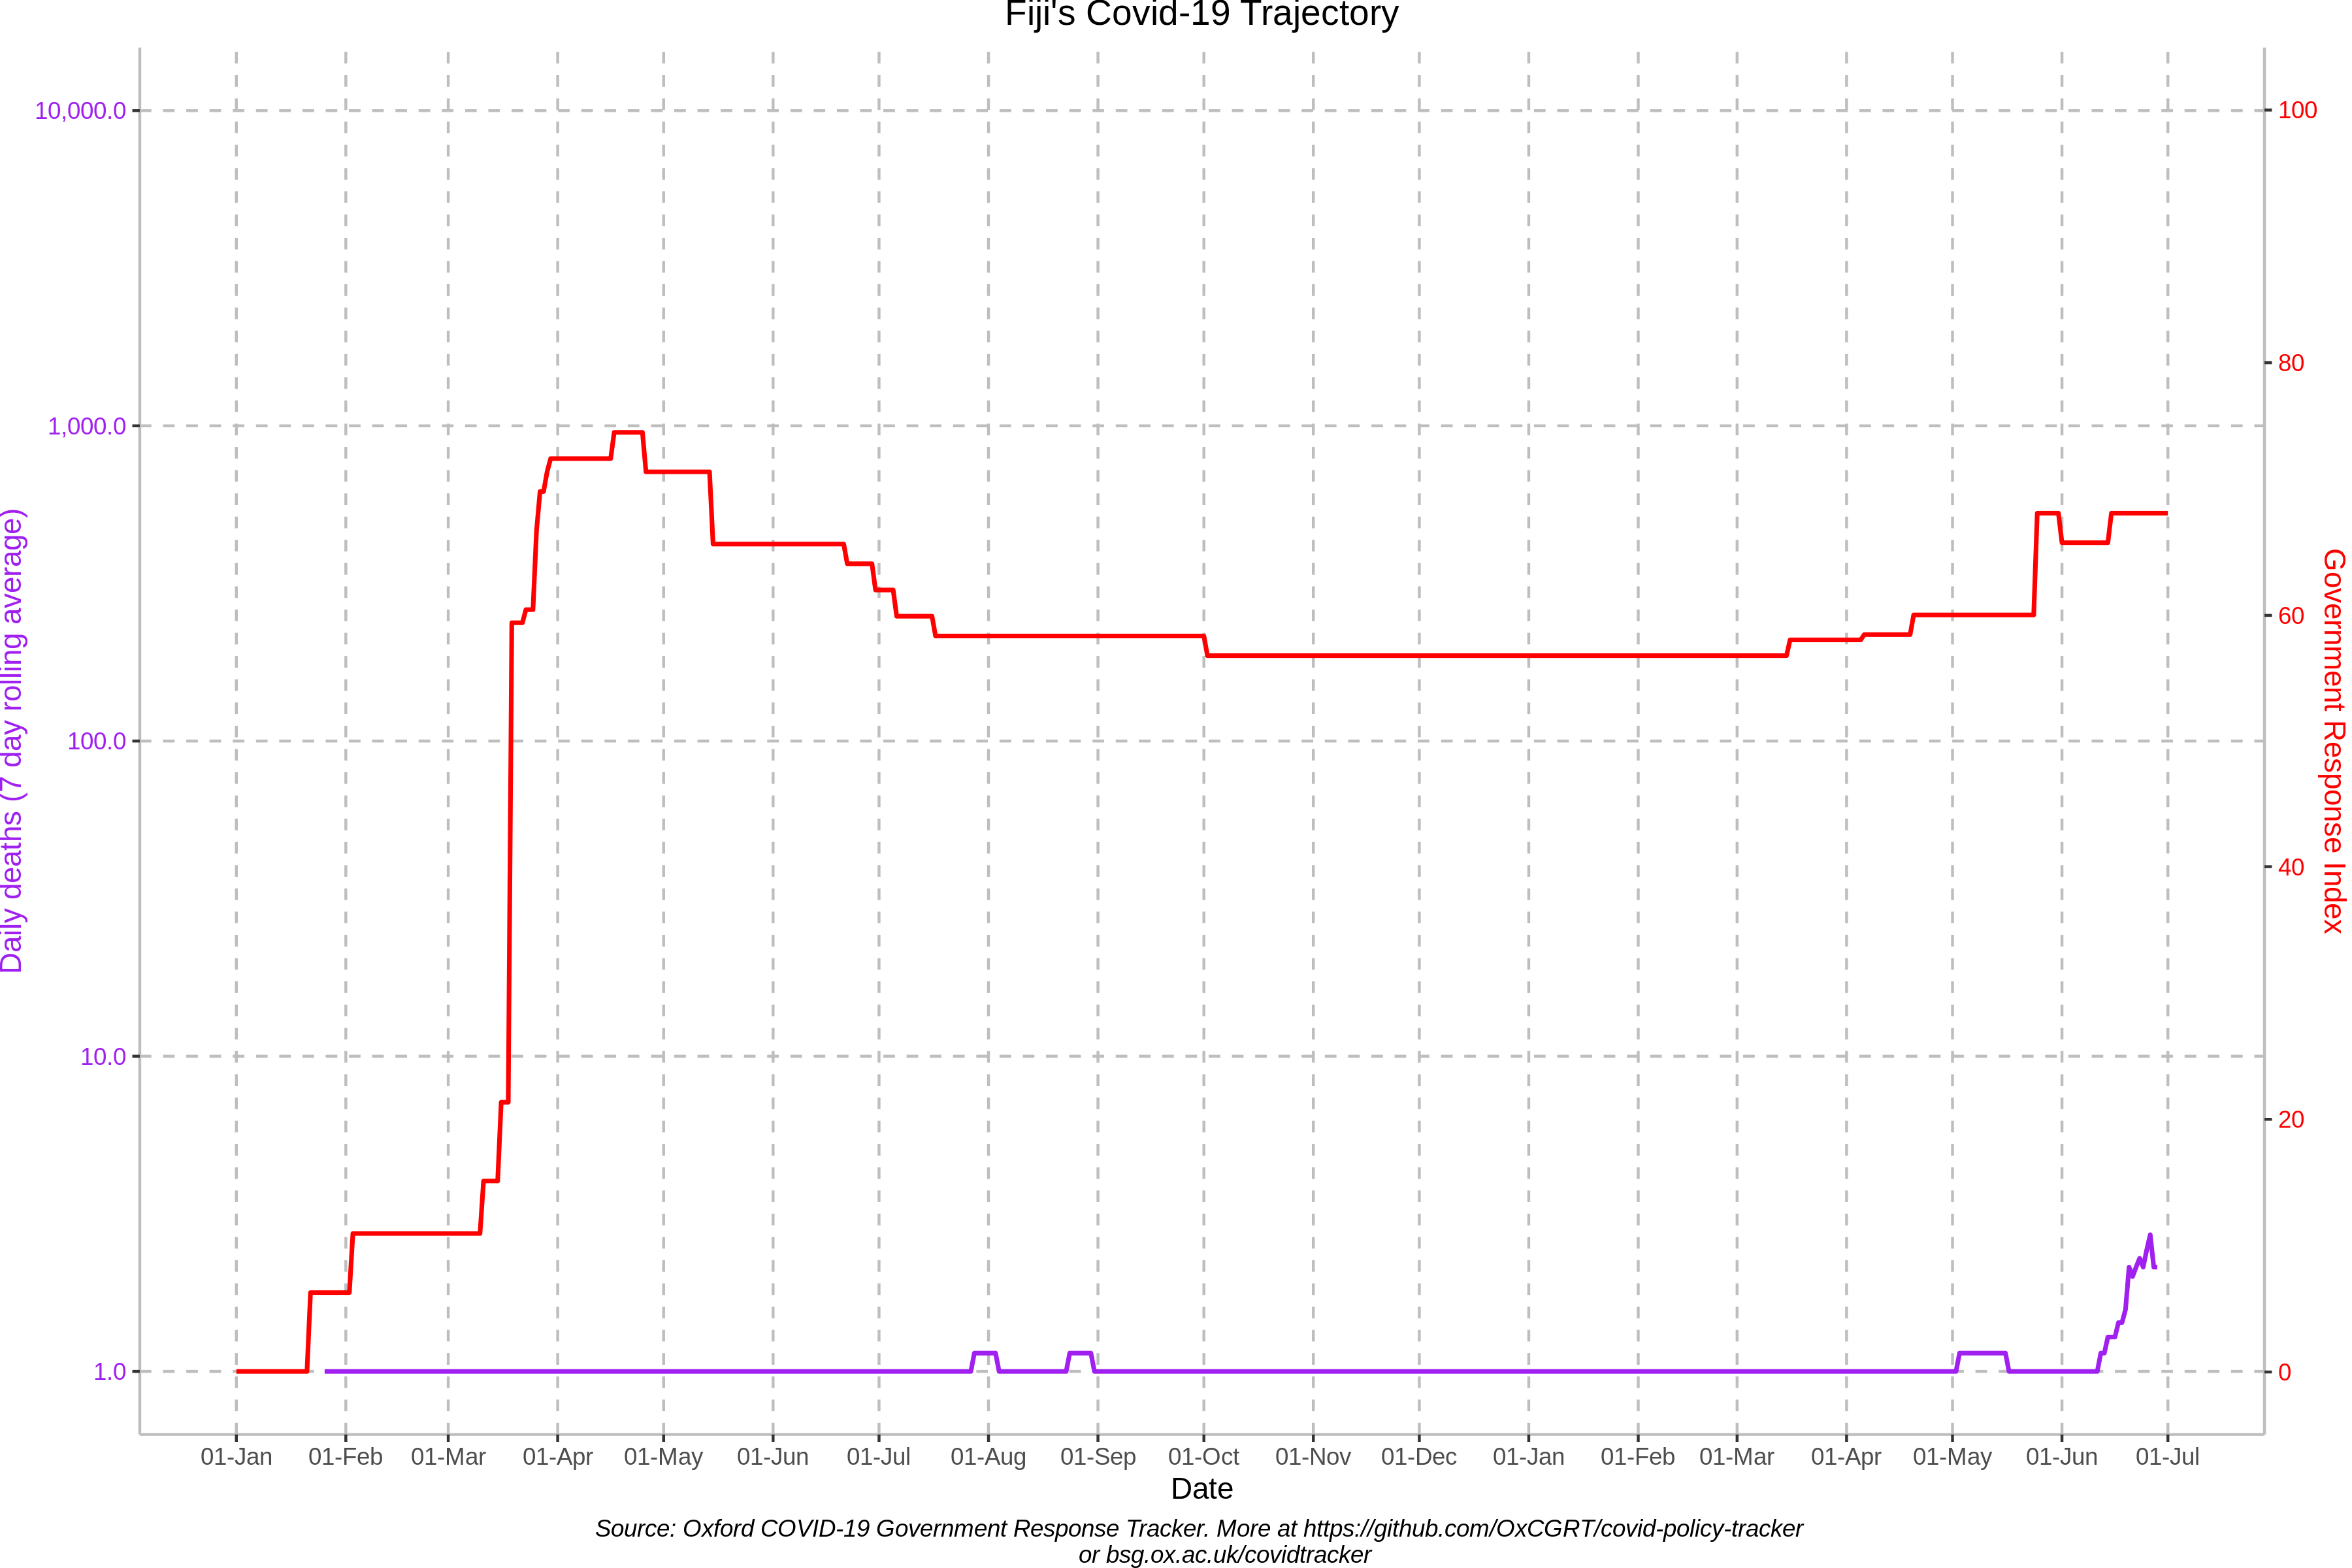 Fiji's Covid-19 Trajectory
10,000.0
1,000.0
100.0
10.0
1.0
Daily deaths (7 day rolling average)
100
80
60
40
20
0
Government Response Index
01-Jan 01-Feb 01-Mar 01-Apr 01-May 01-Jun 01-Jul 01-Aug 01-Sep 01-Oct 01-Nov 01-Dec 01-Jan 01-Feb 01-Mar 01-Apr 01-May 01-Jun 01-Jul
Date
Source: Oxford COVID-19 Government Response Tracker. More at https://github.com/OxCGRT/covid-policy-tracker
or bsg.ox.ac.uk/covidtracker